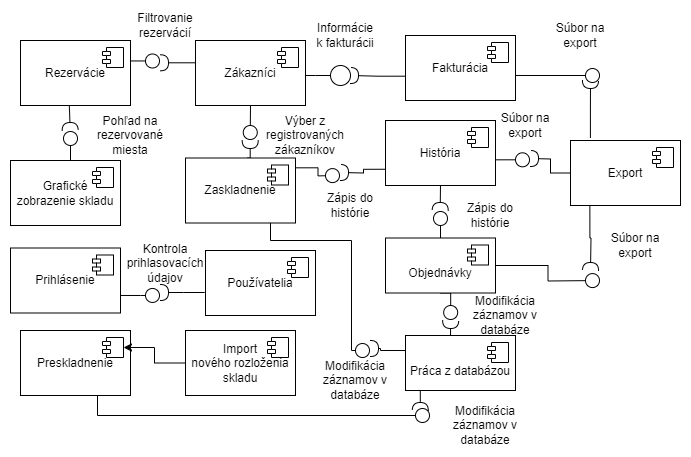 Filtrovanie
rezervácií
Informácie
k fakturácii
Súbor na
export
Rezervácie
Zákazníci
Fakturácia
Pohľad na
rezervované
miesta
Výber z
registrovaných
zákazníkov
Súbor na
export
História
Export
Grafické
zobrazenie skladu
Zaskladnenie
Zápis do
histórie
Zápis do
histórie
Súbor na
export
Kontrola
prihlasovacích
údajov
Prihlásenie
Používatelia
Objednávky
Modifikácia
záznamov v
databáze
Preskladnenie
Import
nového rozloženia
skladu
Modifikácia
záznamov v
databáze
Práca z databázou
Modifikácia
záznamov v
databáze